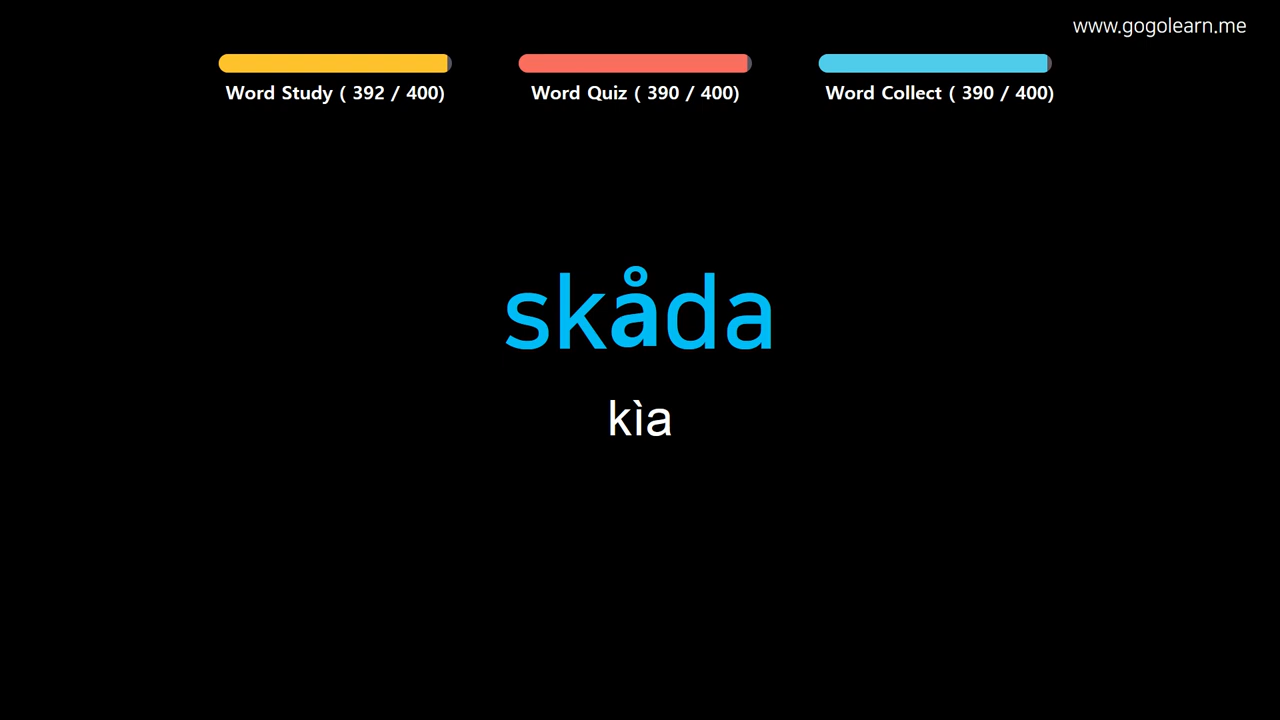 www.gogolearn.me
Word Study ( 392 / 400)
Word Quiz ( 390 / 400)
Word Collect ( 390 / 400)
skåda
kìa